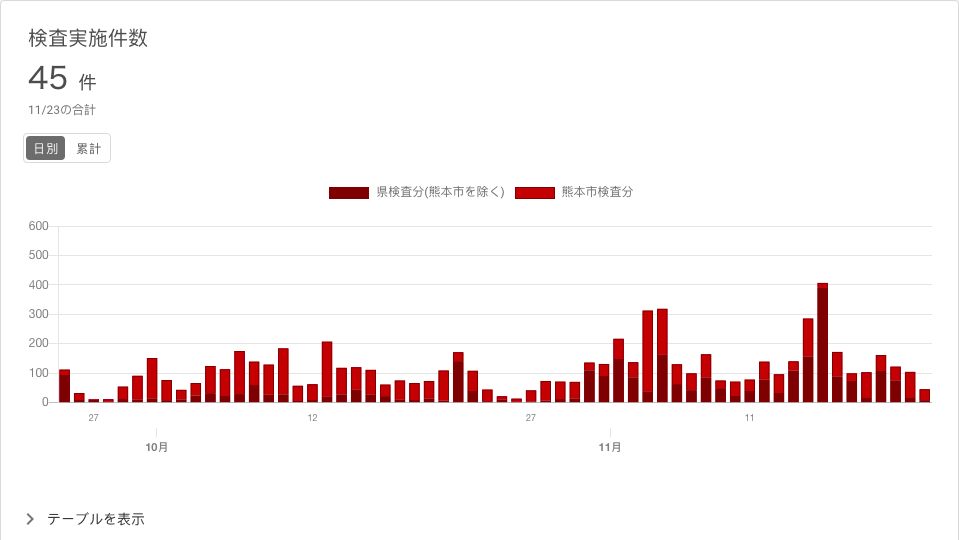 検査実施件数
45 件
11/23の合計
日別 累計
県検査分(熊本市を除く) 熊本市検査分
600
500
400
300
200
100
0
27 12 27 11
10月 11月
テーブルを表示